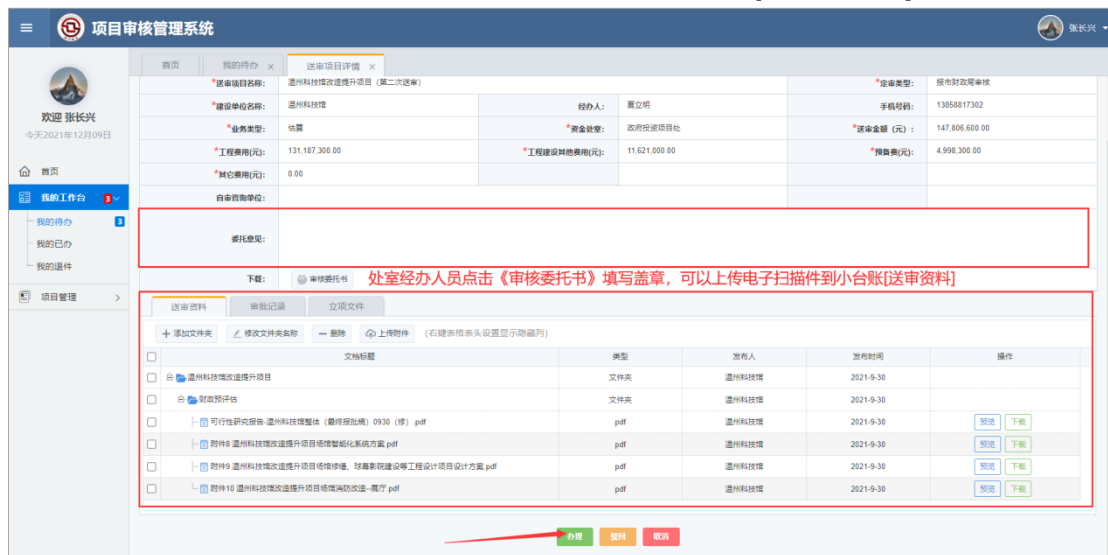 项目审核管理系统
张长兴
首页 我的待办 × 送审项目详情 ×
欢迎 张长兴
今天2021年12月09日
首页
我的工作台 3
我的待办 3
我的已办
我的退件
项目管理
*送审项目名称: 温州科技馆改造提升项目（第二次送审） *定审类型: 报市财政局审核
*建设单位名称: 温州科技馆 经办人: 夏立明 手机号码: 13858817302
*业务类型: 估算 *资金处室: 政府投资项目处 *送审金额（元）: 147,806,600.00
*工程费用(元): 131,187,300.00 *工程建设其他费用(元): 11,621,000.00 *预备费(元): 4,998,300.00
*其它费用(元): 0.00
自审咨询单位:
委托意见:
下载: 审核委托书 处室经办人员点击《审核委托书》填写盖章，可以上传电子扫描件到小台账[送审资料]
送审资料 审批记录 立项文件
添加文件夹 修改文件夹名称 删除 上传附件 (右键表格表头设置显示隐藏列)
文档标题 类型 发布人 发布时间 操作
温州科技馆改造提升项目 文件夹 温州科技馆 2021-9-30
财政预评估 文件夹 温州科技馆 2021-9-30
可行性研究报告-温州科技馆整体（最终报批稿）0930（修）.pdf pdf 温州科技馆 2021-9-30 预览 下载
附件8 温州科技馆改造提升项目场馆智能化系统方案.pdf pdf 温州科技馆 2021-9-30 预览 下载
附件9 温州科技馆改造提升项目场馆修缮、球幕影院建设等工程设计项目设计方案.pdf pdf 温州科技馆 2021-9-30 预览 下载
附件10 温州科技馆改造提升项目场馆消防改造--展厅.pdf pdf 温州科技馆 2021-9-30 预览 下载
办理 暂回 取消